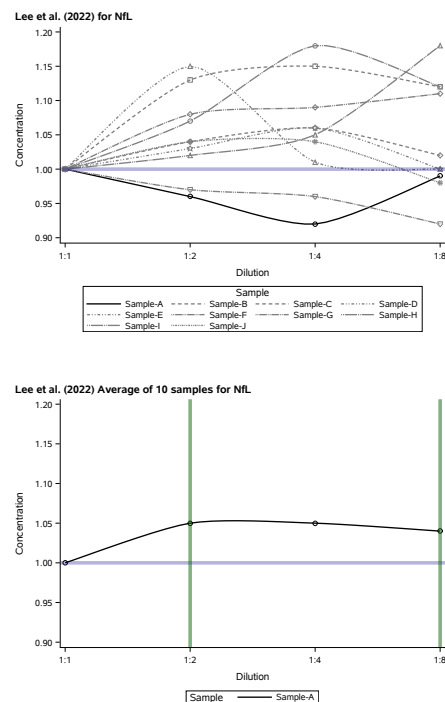 Lee et al. (2022) for NfL
1.20
1.15
1.10
1.05
1.00
0.95
0.90
Concentration
1:1 1:2 1:4 1:8
Dilution
Sample
Sample-A Sample-B Sample-C Sample-D
Sample-E Sample-F Sample-G Sample-H
Sample-I Sample-J
Lee et al. (2022) Average of 10 samples for NfL
1.20
1.15
1.10
1.05
1.00
0.95
0.90
Concentration
1:1 1:2 1:4 1:8
Dilution
Sample Sample-A